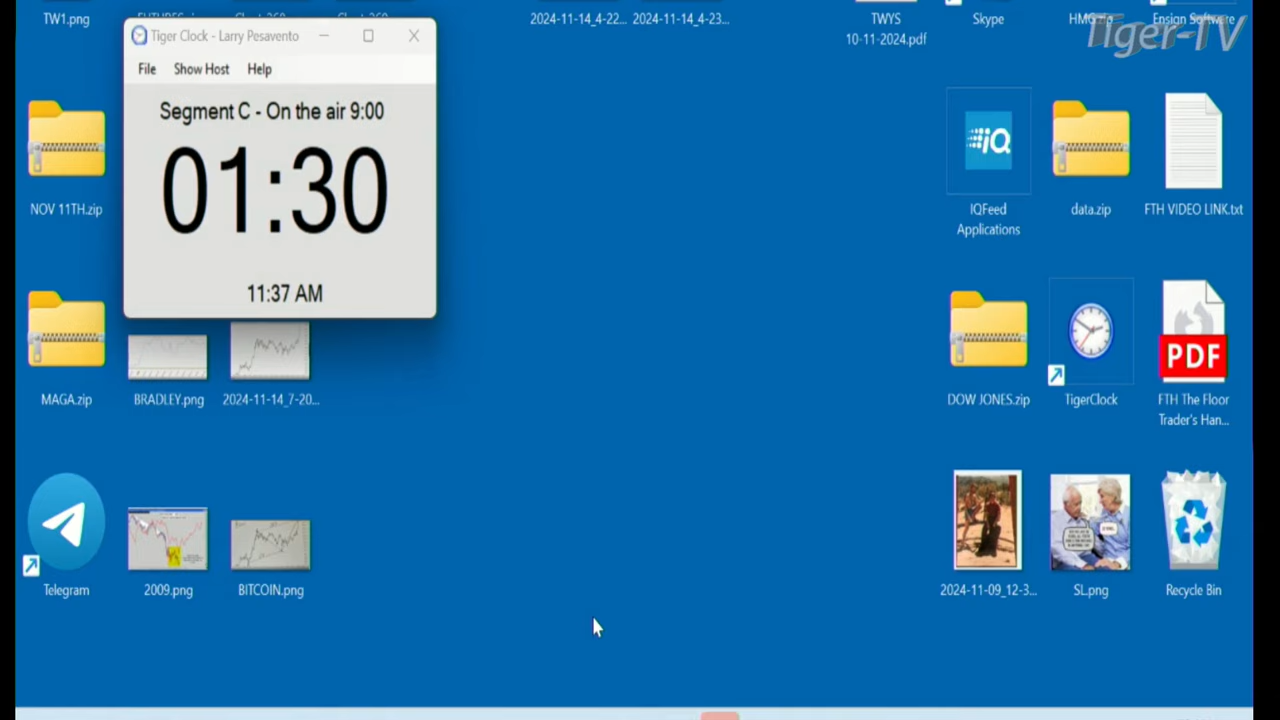 TW1.png
2024-11-14_4-22...
2024-11-14_4-23...
TWYS
10-11-2024.pdf
Skype
HMG.zip
Ensign Software
Tiger-TV
Tiger Clock - Larry Pesavento
File Show Host Help
Segment C - On the air 9:00
01:30
11:37 AM
NOV 11TH.zip
IQ
IQFeed
Applications
data.zip
FTH VIDEO LINK.txt
MAGA.zip
BRADLEY.png
2024-11-14_7-20...
DOW JONES.zip
TigerClock
PDF
FTH The Floor
Trader's Han...
Telegram
2009.png
BITCOIN.png
2024-11-09_12-3...
SL.png
Recycle Bin